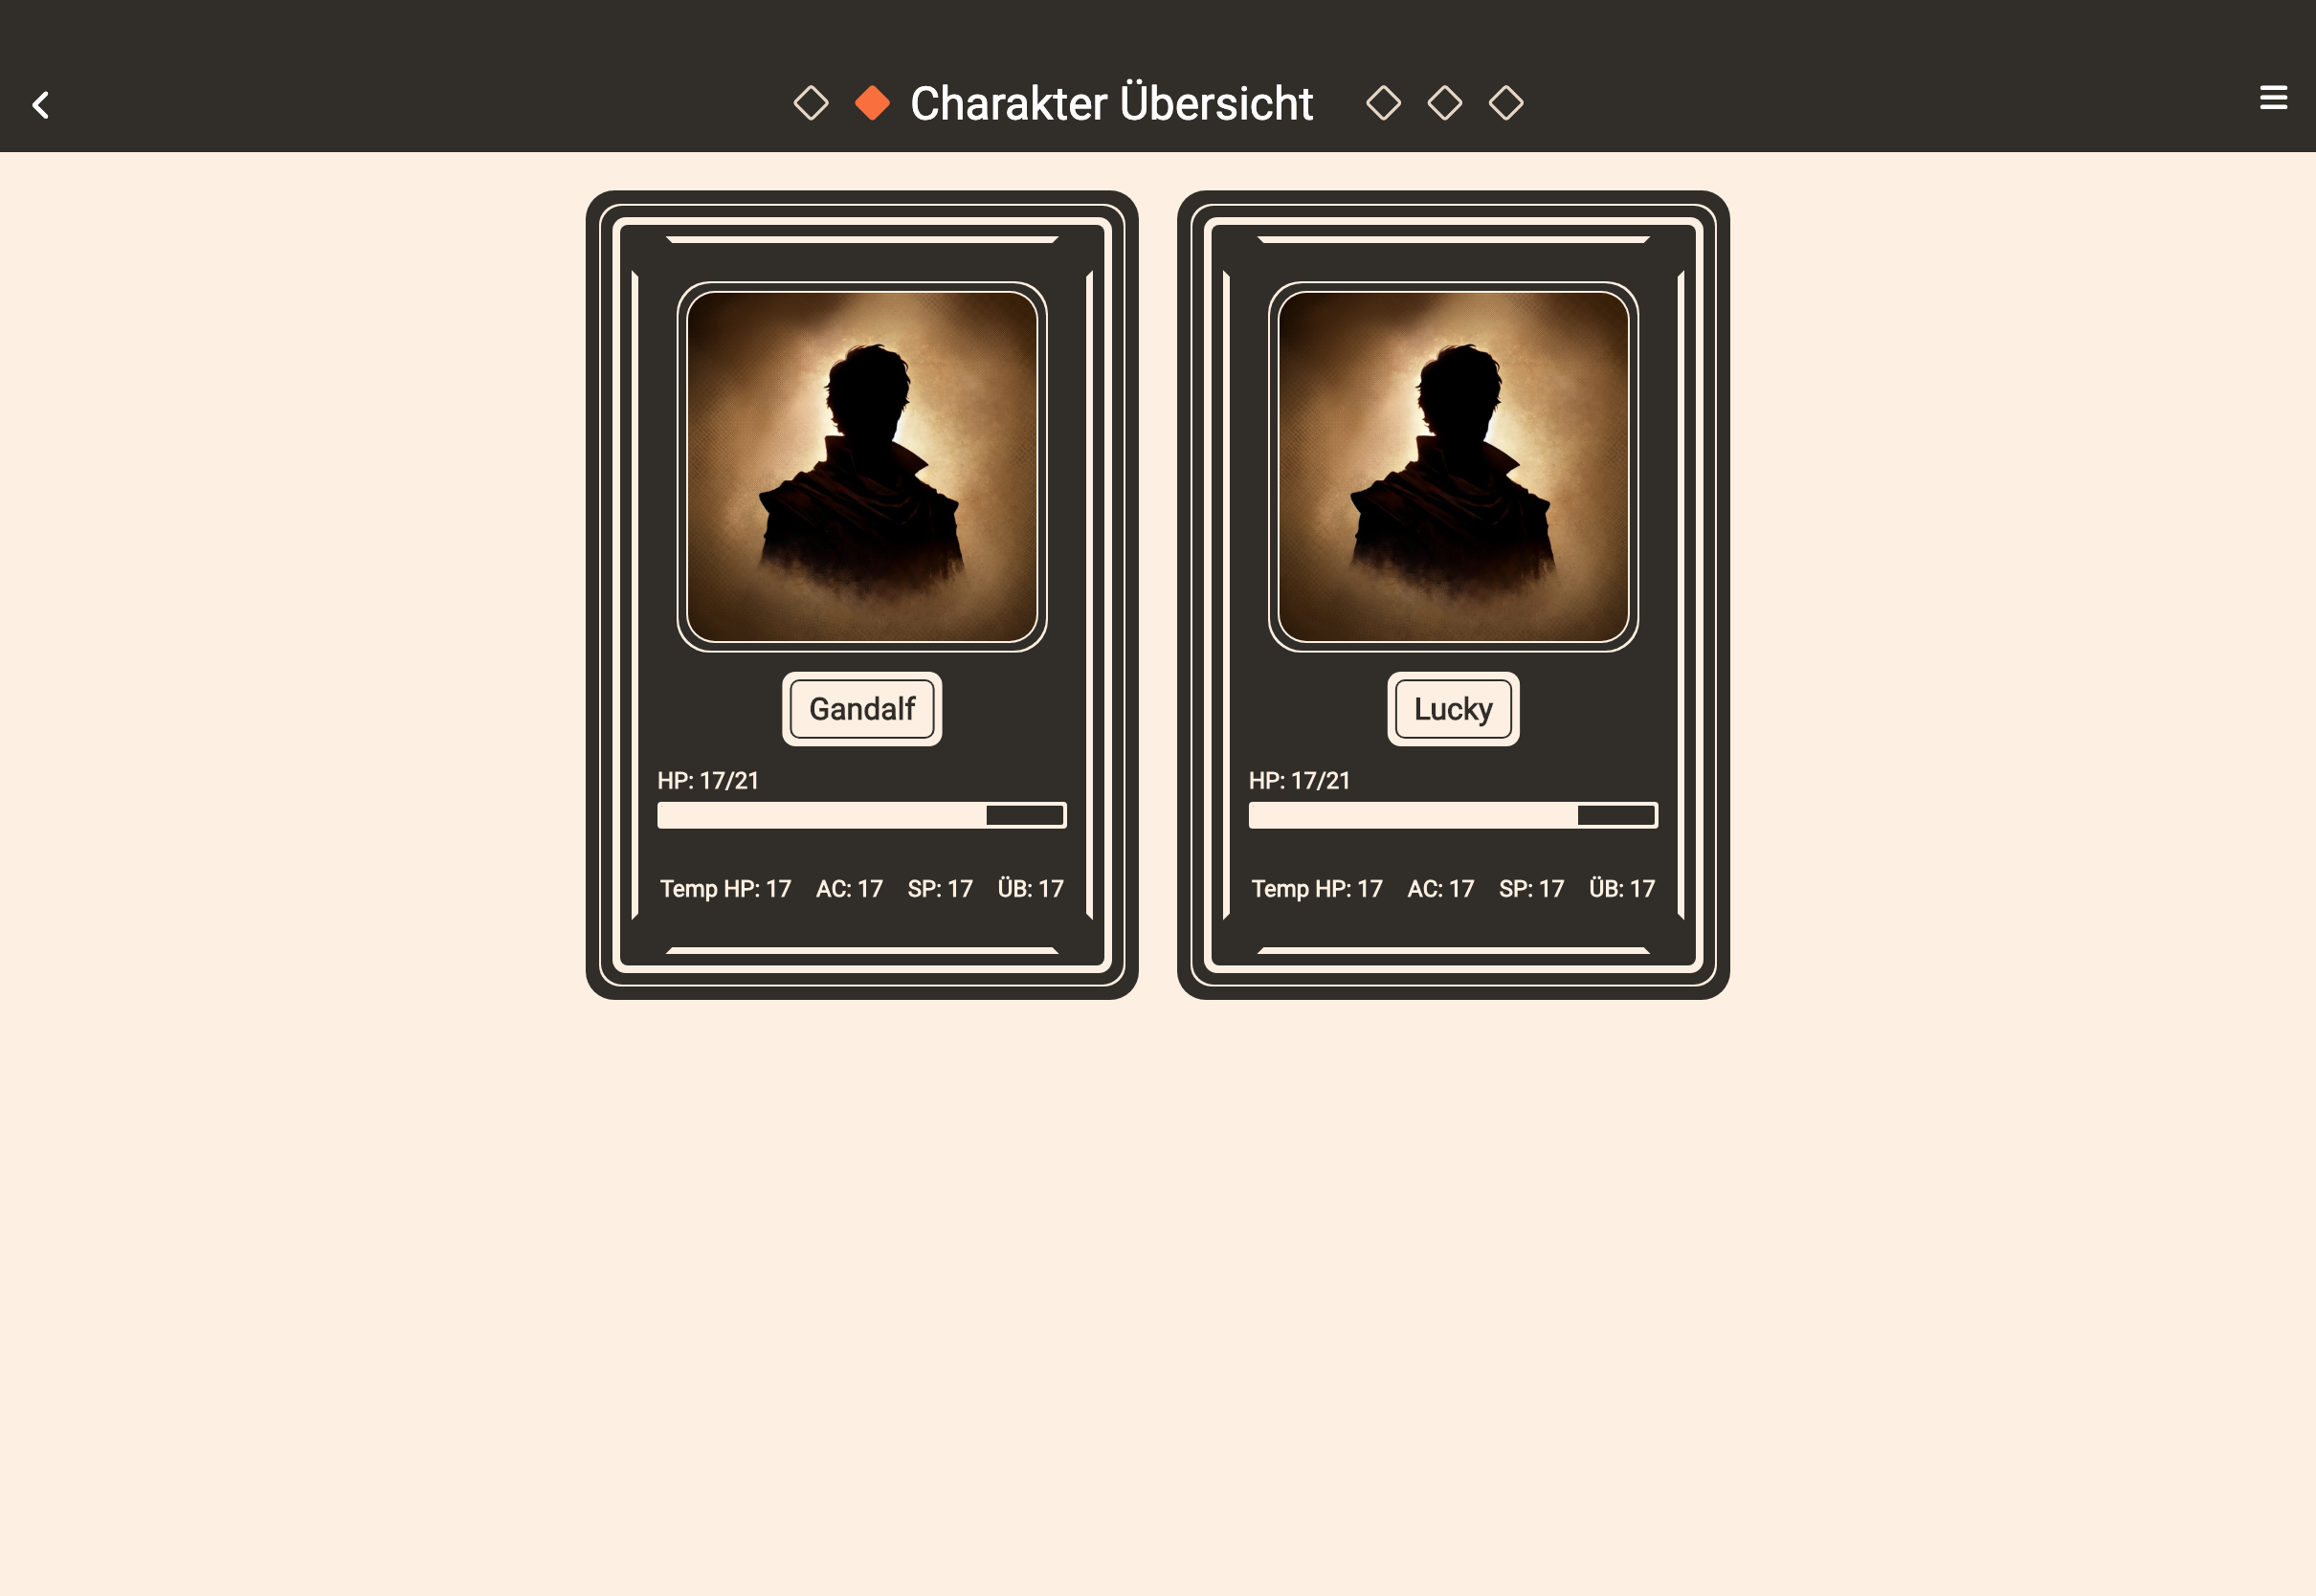 Charakter Übersicht
Gandalf
HP: 17/21
Temp HP: 17 AC: 17 SP: 17 ÜB: 17
Lucky
HP: 17/21
Temp HP: 17 AC: 17 SP: 17 ÜB: 17